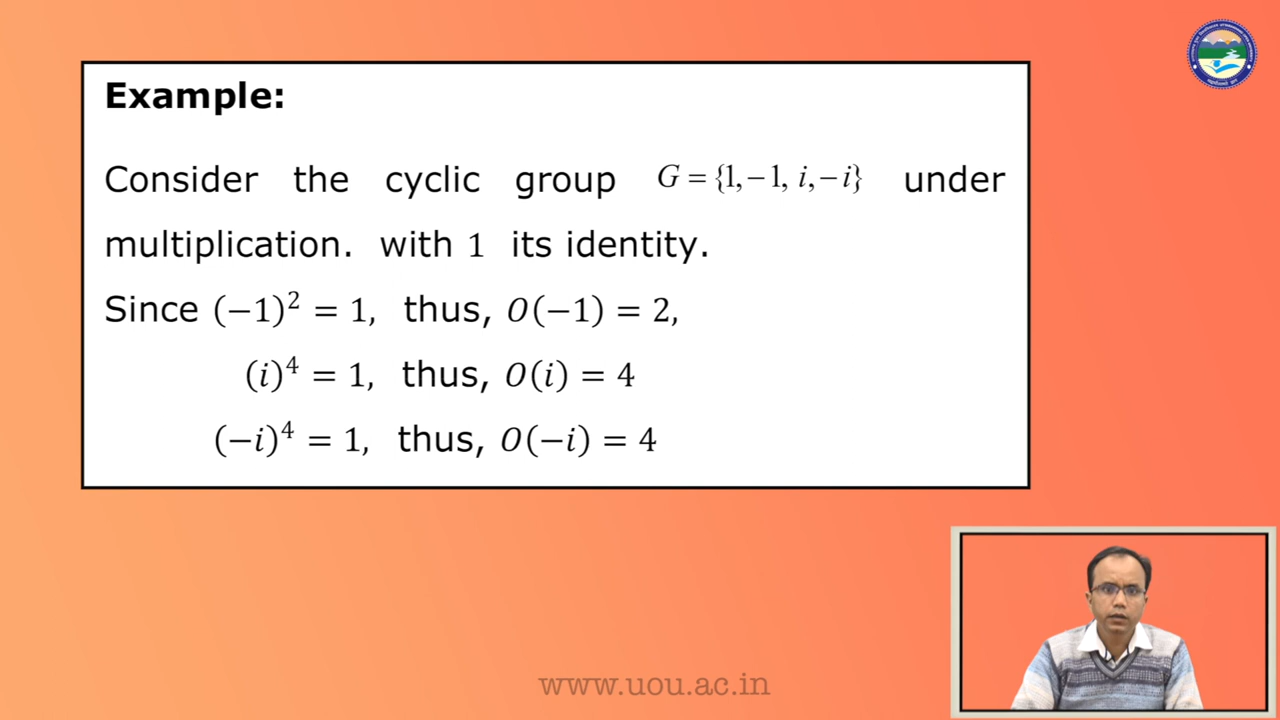 Example:
Consider the cyclic group G = {1, −1, i, −i} under
multiplication. with 1 its identity.
Since (−1)² = 1, thus, O(−1) = 2,
(i)⁴ = 1, thus, O(i) = 4
(−i)⁴ = 1, thus, O(−i) = 4
www.uou.ac.in